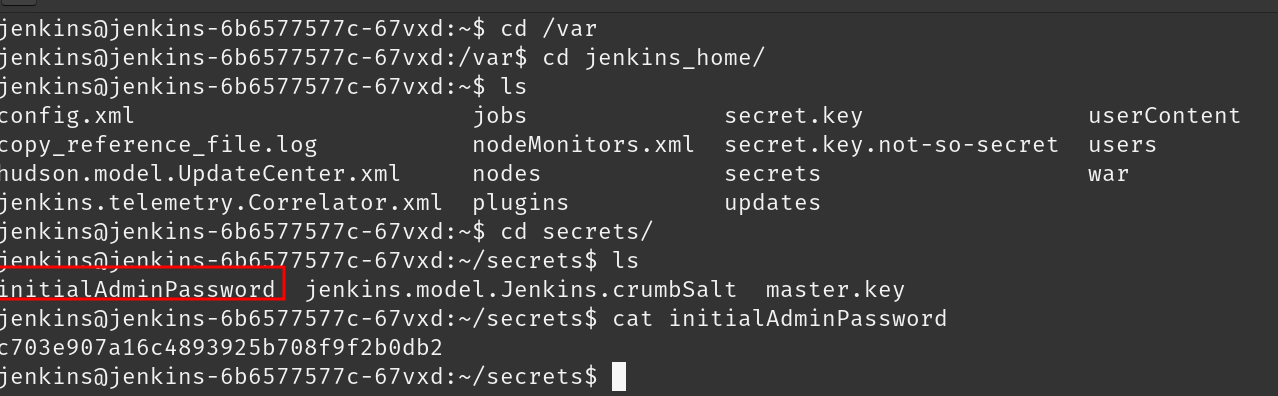 jenkins@jenkins-6b6577577c-67vxd:~$ cd /var
jenkins@jenkins-6b6577577c-67vxd:/var$ cd jenkins_home/
jenkins@jenkins-6b6577577c-67vxd:~$ ls
config.xml jobs secret.key userContent
copy_reference_file.log nodeMonitors.xml secret.key.not-so-secret users
hudson.model.UpdateCenter.xml nodes secrets war
jenkins.telemetry.Correlator.xml plugins updates
jenkins@jenkins-6b6577577c-67vxd:~$ cd secrets/
jenkins@jenkins-6b6577577c-67vxd:~/secrets$ ls
initialAdminPassword jenkins.model.Jenkins.crumbSalt master.key
jenkins@jenkins-6b6577577c-67vxd:~/secrets$ cat initialAdminPassword
c703e907a16c4893925b708f9f2b0db2
jenkins@jenkins-6b6577577c-67vxd:~/secrets$